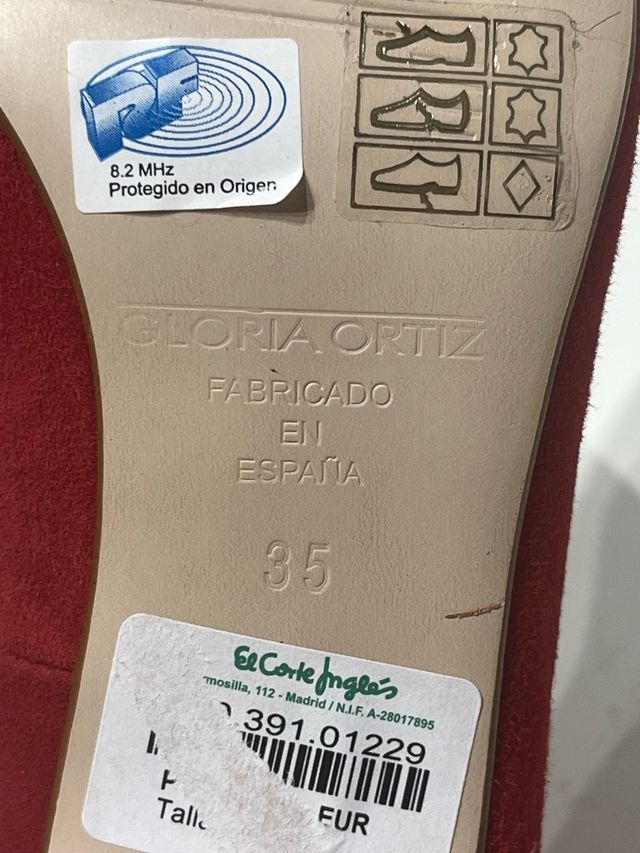 RF
8.2 MHz
Protegido en Origen
GLORIA ORTIZ
FABRICADO
EN
ESPAÑA
35
El Corte Inglés
mosilla, 112 - Madrid / N.I.F. A-28017895
.391.01229
EUR